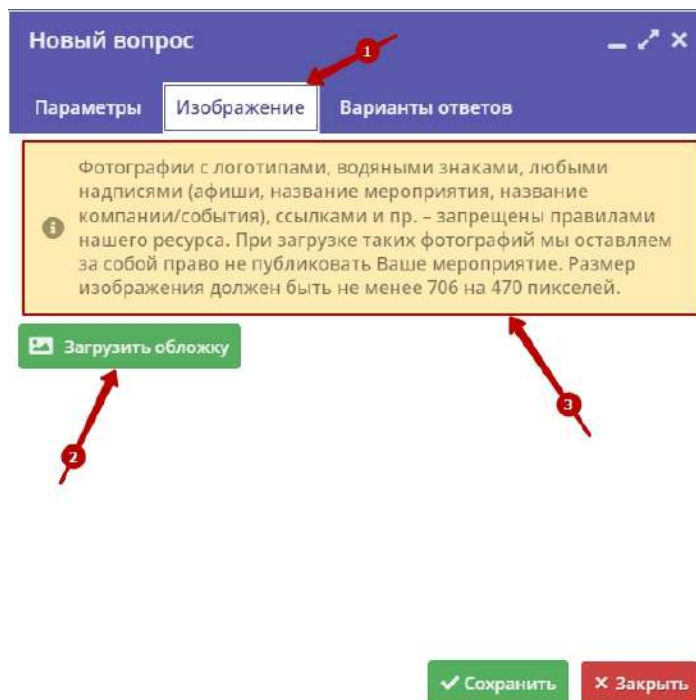 Новый вопрос
1
Параметры Изображение Варианты ответов
Фотографии с логотипами, водяными знаками, любыми
надписями (афиши, название мероприятия, название
компании/события), ссылками и пр. – запрещены правилами
нашего ресурса. При загрузке таких фотографий мы оставляем
за собой право не публиковать Ваше мероприятие. Размер
изображения должен быть не менее 706 на 470 пикселей.
Загрузить обложку
3
2
Сохранить Закрыть